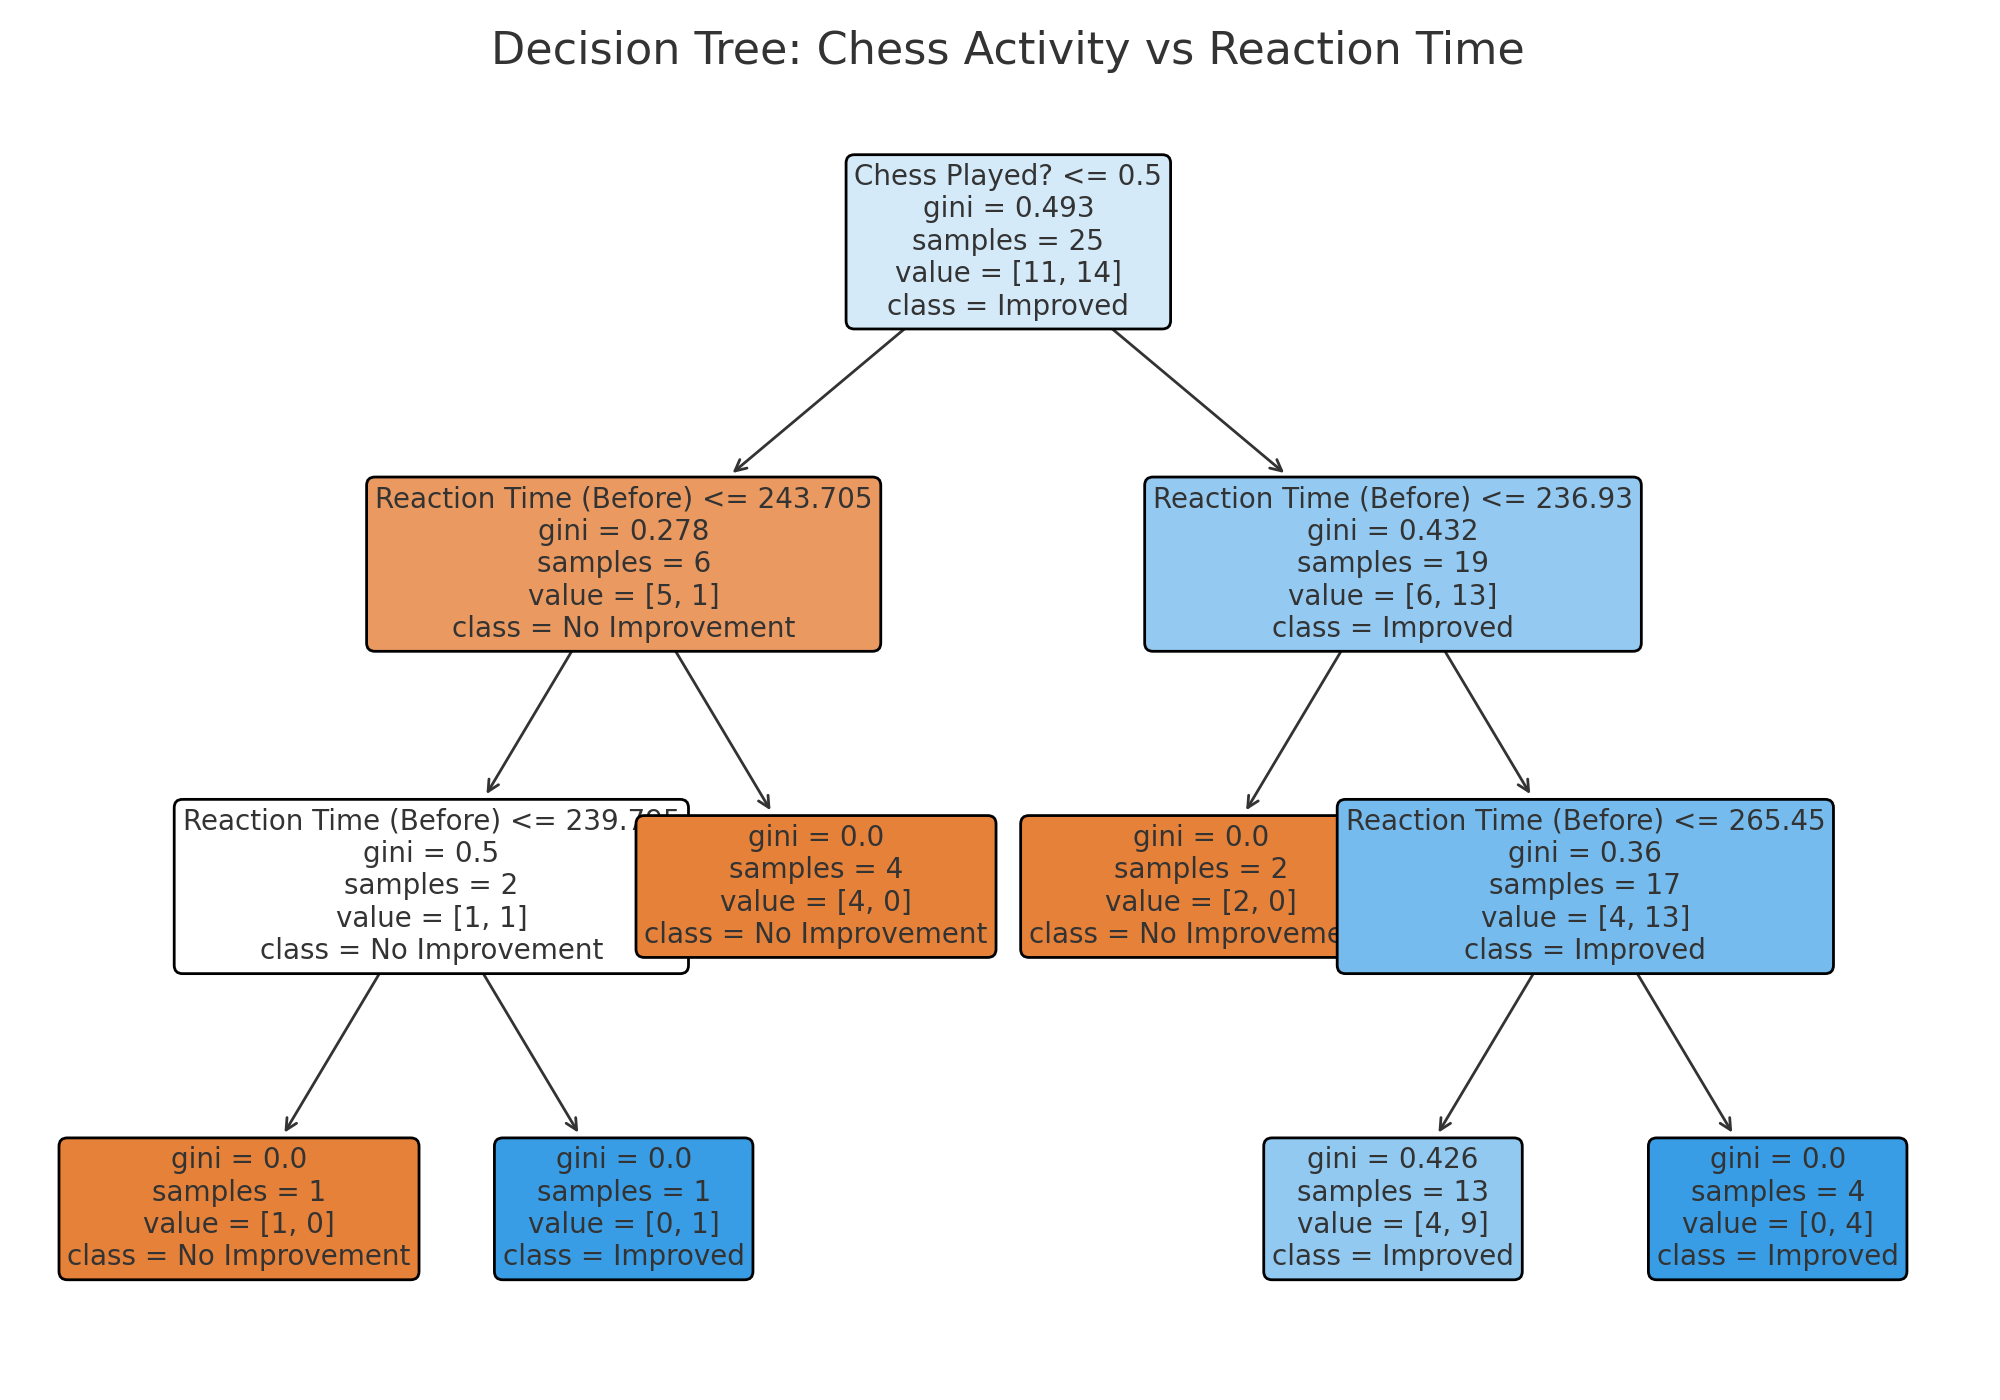 Decision Tree: Chess Activity vs Reaction Time
Chess Played? <= 0.5
gini = 0.493
samples = 25
value = [11, 14]
class = Improved
Reaction Time (Before) <= 243.705
gini = 0.278
samples = 6
value = [5, 1]
class = No Improvement
Reaction Time (Before) <= 236.93
gini = 0.432
samples = 19
value = [6, 13]
class = Improved
Reaction Time (Before) <=
gini = 0.5
samples = 2
value = [1, 1]
class = No Improvement
gini = 0.0
samples = 4
value = [4, 0]
class = No Improvement
gini = 0.0
samples = 2
value = [2, 0]
class = No
Reaction Time (Before) <= 265.45
gini = 0.36
samples = 17
value = [4, 13]
class = Improved
gini = 0.0
samples = 1
value = [1, 0]
class = No Improvement
gini = 0.0
samples = 1
value = [0, 1]
class = Improved
gini = 0.426
samples = 13
value = [4, 9]
class = Improved
gini = 0.0
samples = 4
value = [0, 4]
class = Improved